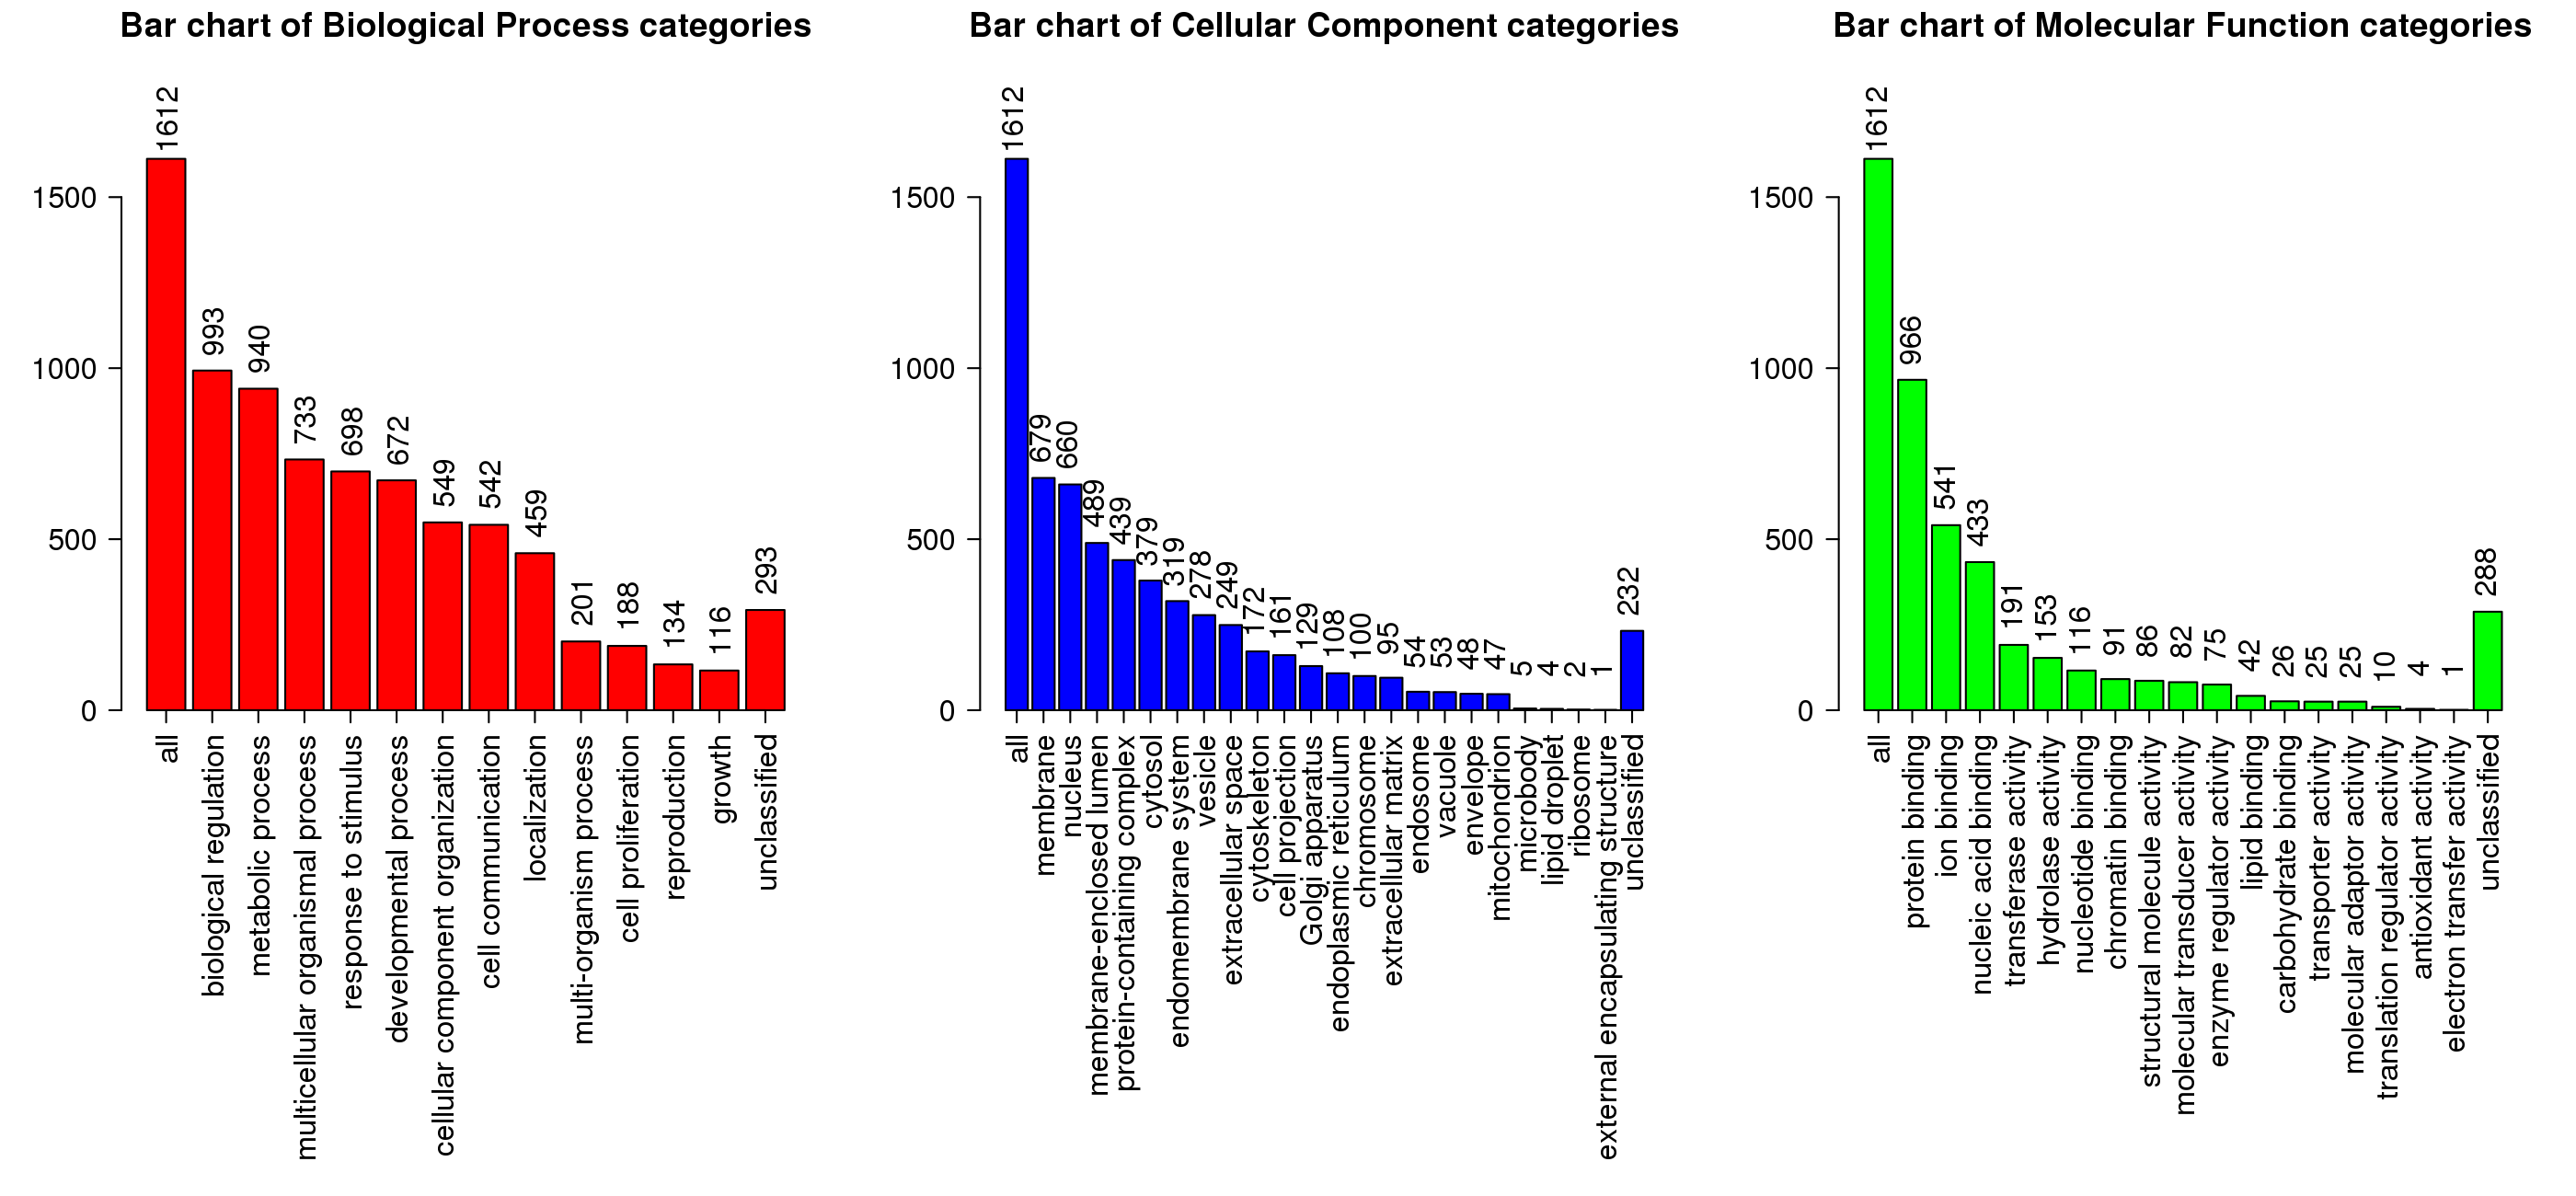 Bar chart of Biological Process categories
1500
1000
500
0
1612
993
940
733
698
672
549
542
459
201
188
134
116
293
all
biological regulation
metabolic process
multicellular organismal process
response to stimulus
developmental process
cellular component organization
cell communication
localization
multi-organism process
cell proliferation
reproduction
growth
unclassified
Bar chart of Cellular Component categories
1500
1000
500
0
1612
679
660
489
439
379
319
278
249
172
161
129
108
100
95
54
53
48
47
5
4
2
1
232
all
membrane
nucleus
membrane-enclosed lumen
protein-containing complex
cytosol
endomembrane system
vesicle
extracellular space
cytoskeleton
cell projection
Golgi apparatus
endoplasmic reticulum
chromosome
extracellular matrix
endosome
vacuole
envelope
mitochondrion
microbody
lipid droplet
ribosome
external encapsulating structure
unclassified
Bar chart of Molecular Function categories
1500
1000
500
0
1612
966
541
433
191
153
116
91
86
82
75
42
26
25
25
10
4
1
288
all
protein binding
ion binding
nucleic acid binding
transferase activity
hydrolase activity
nucleotide binding
chromatin binding
structural molecule activity
molecular transducer activity
enzyme regulator activity
lipid binding
carbohydrate binding
transporter activity
molecular adaptor activity
translation regulator activity
antioxidant activity
electron transfer activity
unclassified